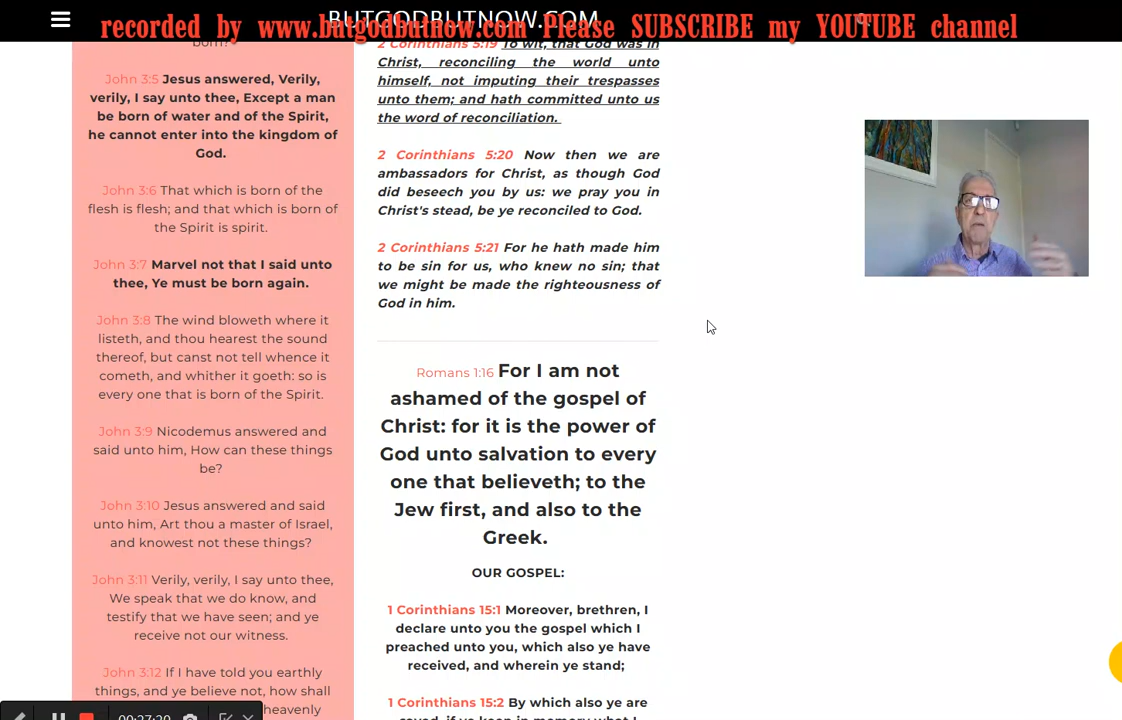 BUTGODBUTNOW.COM
recorded by www.butgodbutnow.com Please SUBSCRIBE my YOUTUBE channel
born?
John 3:5 Jesus answered, Verily,
verily, I say unto thee, Except a man
be born of water and of the Spirit,
he cannot enter into the kingdom of
God.
John 3:6 That which is born of the
flesh is flesh; and that which is born of
the Spirit is spirit.
John 3:7 Marvel not that I said unto
thee, Ye must be born again.
John 3:8 The wind bloweth where it
listeth, and thou hearest the sound
thereof, but canst not tell whence it
cometh, and whither it goeth: so is
every one that is born of the Spirit.
John 3:9 Nicodemus answered and
said unto him, How can these things
be?
John 3:10 Jesus answered and said
unto him, Art thou a master of Israel,
and knowest not these things?
John 3:11 Verily, verily, I say unto thee,
We speak that we do know, and
testify that we have seen; and ye
receive not our witness.
John 3:12 If I have told you earthly
things, and ye believe not, how shall
heavenly
00:27:20
2 Corinthians 5:19 To wit, that God was in
Christ, reconciling the world unto
himself, not imputing their trespasses
unto them; and hath committed unto us
the word of reconciliation.
2 Corinthians 5:20 Now then we are
ambassadors for Christ, as though God
did beseech you by us: we pray you in
Christ's stead, be ye reconciled to God.
2 Corinthians 5:21 For he hath made him
to be sin for us, who knew no sin; that
we might be made the righteousness of
God in him.
Romans 1:16 For I am not
ashamed of the gospel of
Christ: for it is the power of
God unto salvation to every
one that believeth; to the
Jew first, and also to the
Greek.
OUR GOSPEL:
1 Corinthians 15:1 Moreover, brethren, I
declare unto you the gospel which I
preached unto you, which also ye have
received, and wherein ye stand;
1 Corinthians 15:2 By which also ye are
saved, if ye keep in memory what I